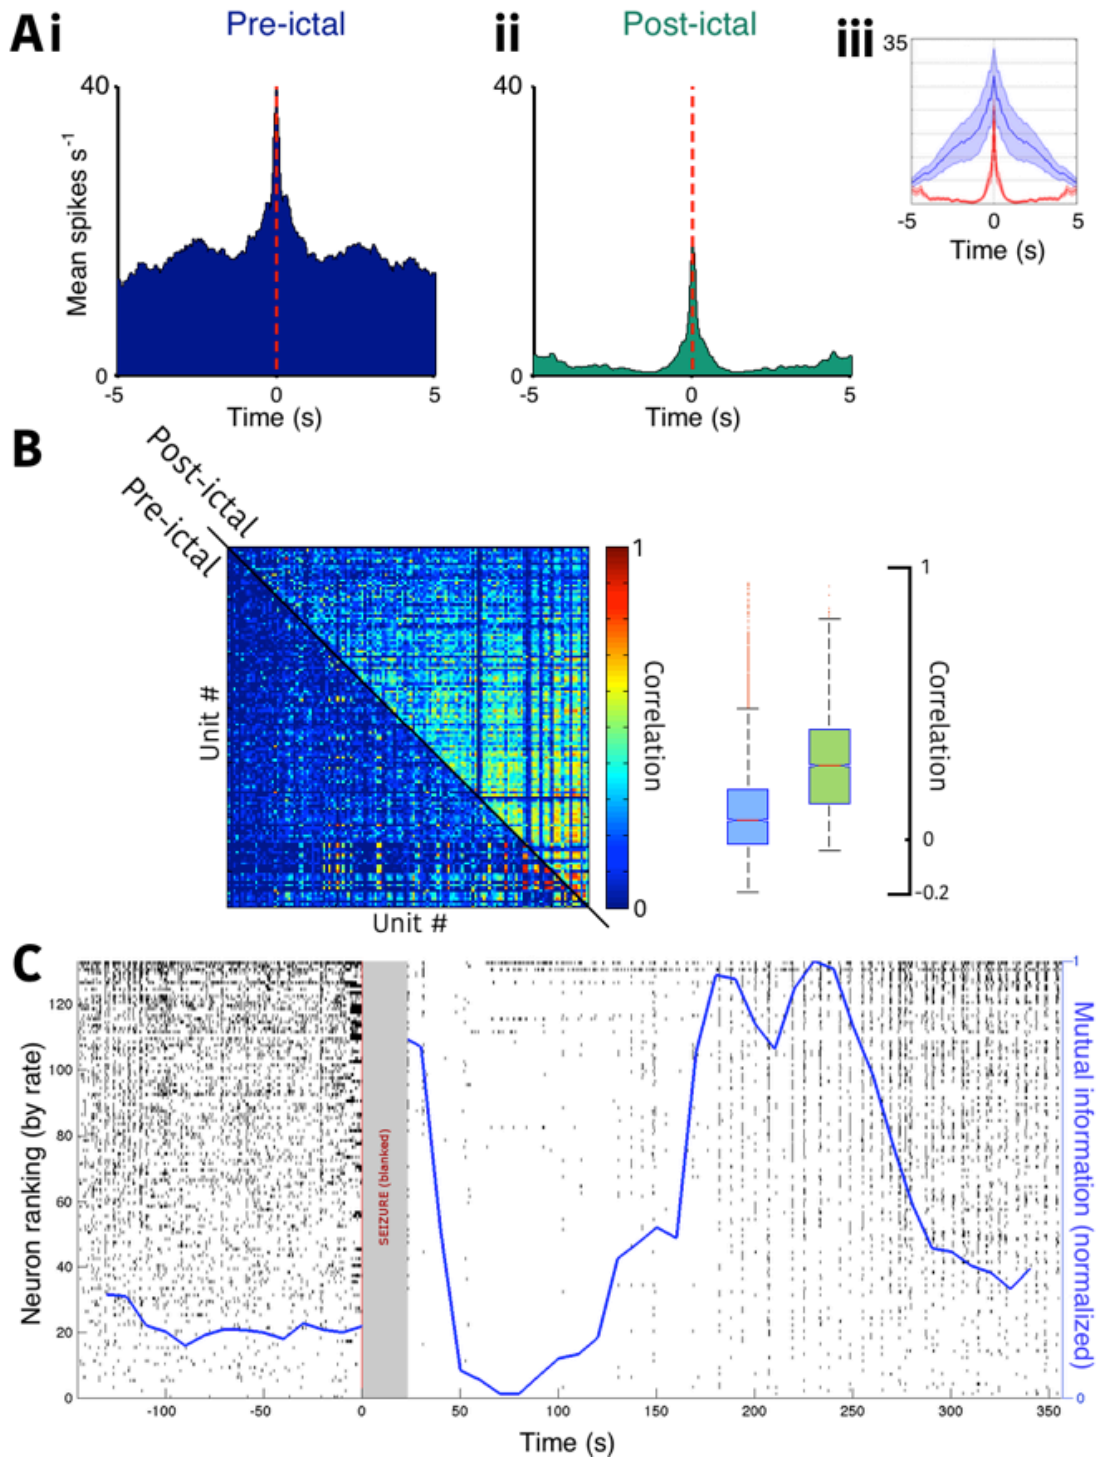 A i
Pre-ictal
ii
Post-ictal
iii
40
0
Mean spikes s-1
-5
0
5
Time (s)
40
0
-5
0
5
Time (s)
35
-5
0
5
Time (s)
B
Post-ictal
Pre-ictal
Unit #
Unit #
1
0
Correlation
1
0
-0.2
Correlation
C
Neuron ranking (by rate)
120
100
80
60
40
20
0
SEIZURE (blanked)
1
0
Mutual information (normalized)
-100
-50
0
50
100
150
200
250
300
350
Time (s)